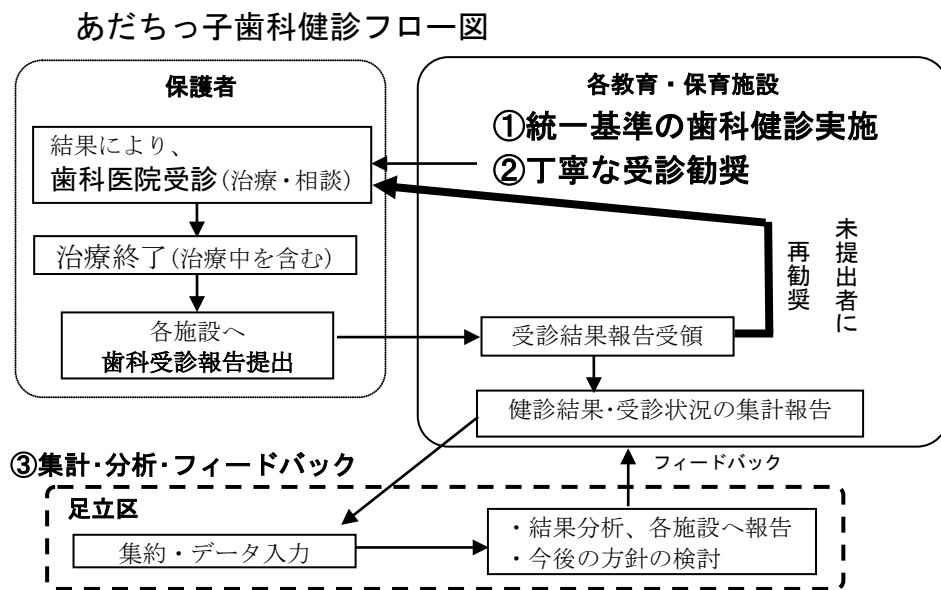 あだちっ子歯科健診フロー図
保護者
結果により、
歯科医院受診(治療・相談)
治療終了(治療中を含む)
各施設へ
歯科受診報告提出
各教育・保育施設
①統一基準の歯科健診実施
②丁寧な受診勧奨
未提出者に
再勧奨
受診結果報告受領
健診結果・受診状況の集計報告
③集計・分析・フィードバック
フィードバック
足立区
集約・データ入力
・結果分析、各施設へ報告
・今後の方針の検討